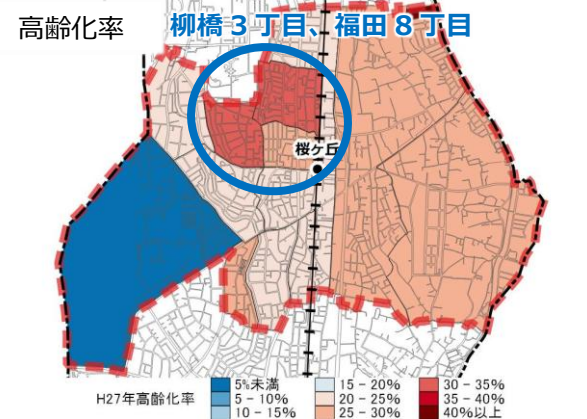 高齢化率
柳橋３丁目、福田８丁目
桜ヶ丘
H27年高齢化率
5%未満
5 - 10%
10 - 15%
15 - 20%
20 - 25%
25 - 30%
30 - 35%
35 - 40%
40%以上